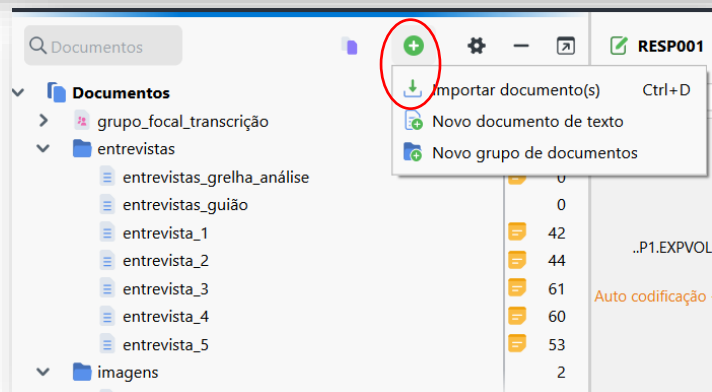 Documentos
RESP001
Importar documento(s) Ctrl+D
Documentos
Novo documento de texto
grupo_focal_transcrição
Novo grupo de documentos
entrevistas
entrevistas_grelha_análise 0
entrevistas_guião 0
entrevista_1 42
..P1.EXPVOL
entrevista_2 44
entrevista_3 61
Auto codificação
entrevista_4 60
entrevista_5 53
imagens 2